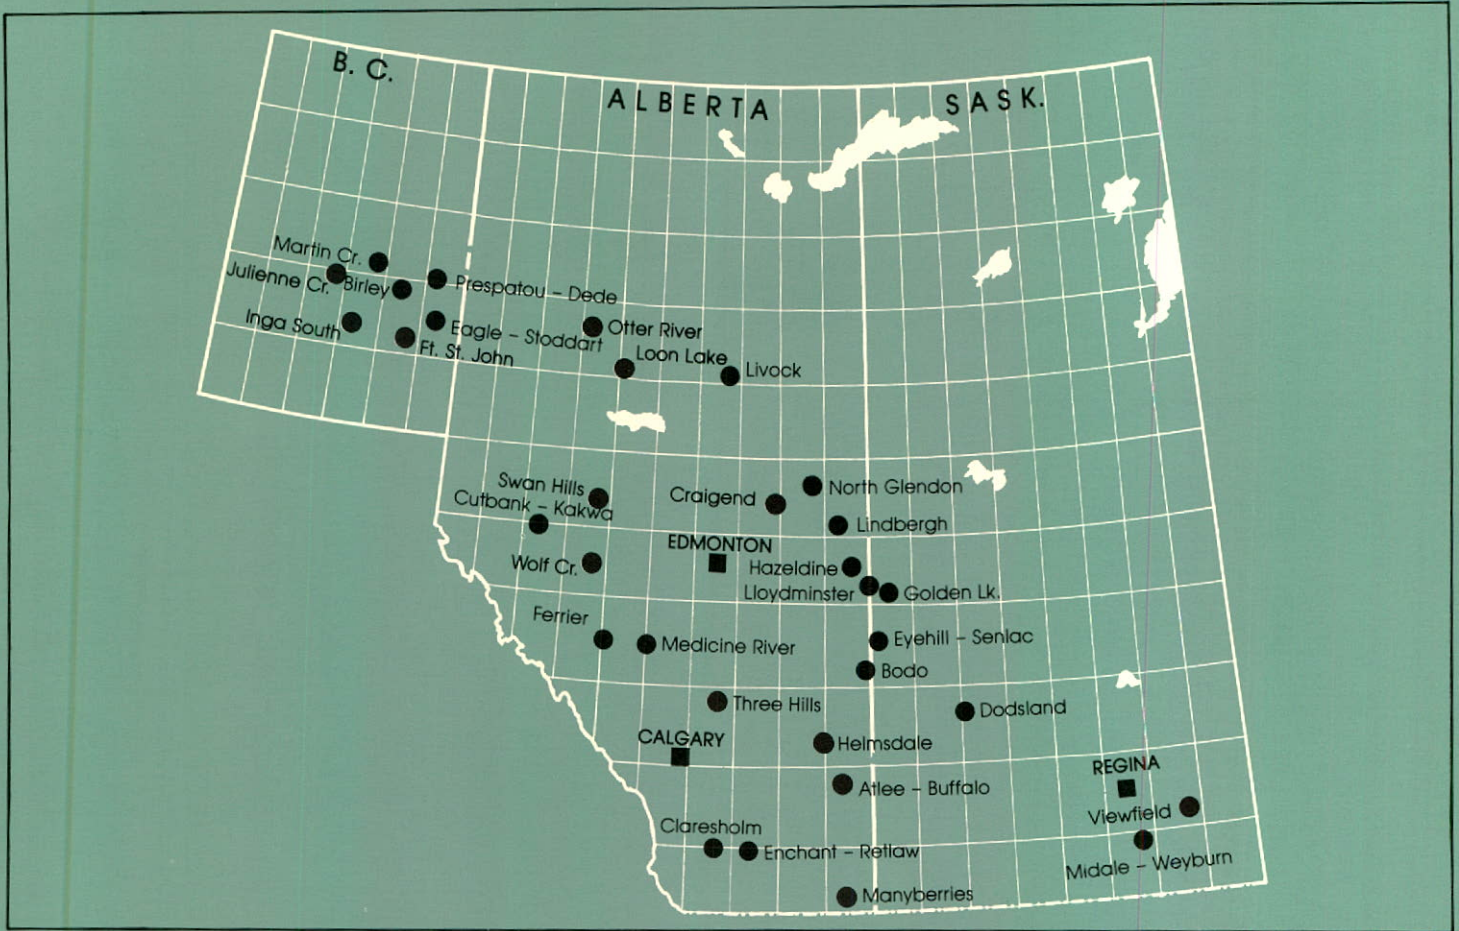 B. C.
ALBERTA
SASK.
Martin Cr.
Julienne Cr.
Birley
Prespatou – Dede
Inga South
Eagle – Stoddart
Ft. St. John
Otter River
Loon Lake
Livock
Swan Hills
Cutbank – Kakwa
Craigend
North Glendon
Lindbergh
EDMONTON
Wolf Cr.
Hazeldine
Lloydminster
Golden Lk.
Ferrier
Medicine River
Eyehill – Senlac
Bodo
Three Hills
Dodsland
CALGARY
Helmsdale
REGINA
Atlee – Buffalo
Viewfield
Claresholm
Enchant – Retlaw
Midale – Weyburn
Manyberries